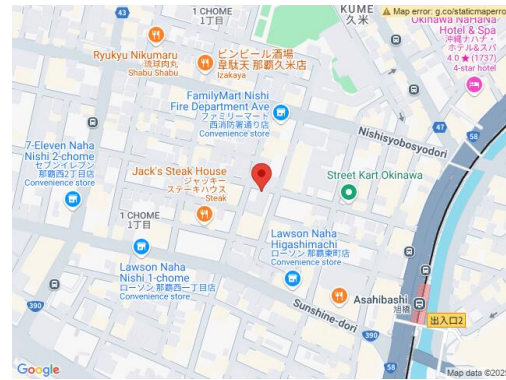 43
CHOME
1丁目
KUME
久米
Map error: g.co/staticmaperro
Okinawa NaHaNa
Hotel & Spa
沖縄ナハナ・
ホテル&スパ
4.0 ★ (1737)
4-star hotel
Ryukyu Nikumaru
琉球肉丸
Shabu Shabu
ビンビール酒場
韋駄天 那覇久米店
Izakaya
FamilyMart Nishi
Fire Department Ave
ファミリーマート
西消防署通り店
Convenience store
47
58
Nishisyobosyodori
7-Eleven Naha
Nishi 2-chome
セブンイレブン
那覇西2丁目店
Convenience store
Jack's Steak House
ジャッキー
ステーキハウス
Steak
Street Kart Okinawa
1 CHOME
1丁目
Lawson Naha
Higashimachi
ローソン 那覇東町店
Convenience store
Lawson Naha
Nishi 1-chome
ローソン 那覇西一丁目店
Convenience store
Asahibashi
旭橋
出入口2
Sunshine-dori
390
390
58
58
Google
Map data ©2025